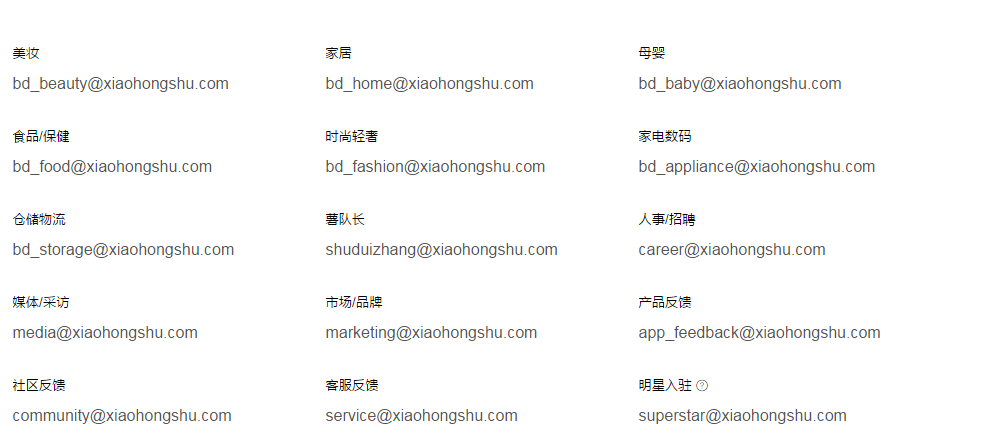 美妆
bd_beauty@xiaohongshu.com
家居
bd_home@xiaohongshu.com
母婴
bd_baby@xiaohongshu.com
食品/保健
bd_food@xiaohongshu.com
时尚轻奢
bd_fashion@xiaohongshu.com
家电数码
bd_appliance@xiaohongshu.com
仓储物流
bd_storage@xiaohongshu.com
薯队长
shuduizhang@xiaohongshu.com
人事/招聘
career@xiaohongshu.com
媒体/采访
media@xiaohongshu.com
市场/品牌
marketing@xiaohongshu.com
产品反馈
app_feedback@xiaohongshu.com
社区反馈
community@xiaohongshu.com
客服反馈
service@xiaohongshu.com
明星入驻 ?
superstar@xiaohongshu.com